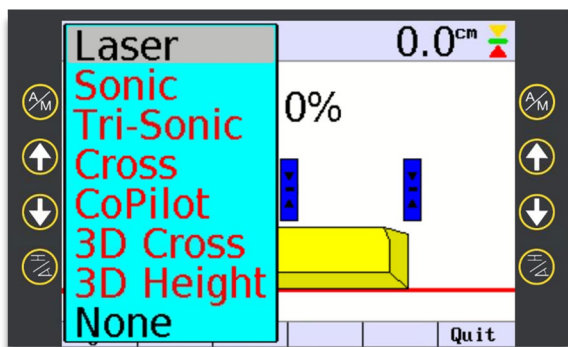 Laser
0.0cm
Sonic
0%
Tri-Sonic
Cross
CoPilot
3D Cross
3D Height
None
Quit
A/M
A/M
H/∠
H/∠